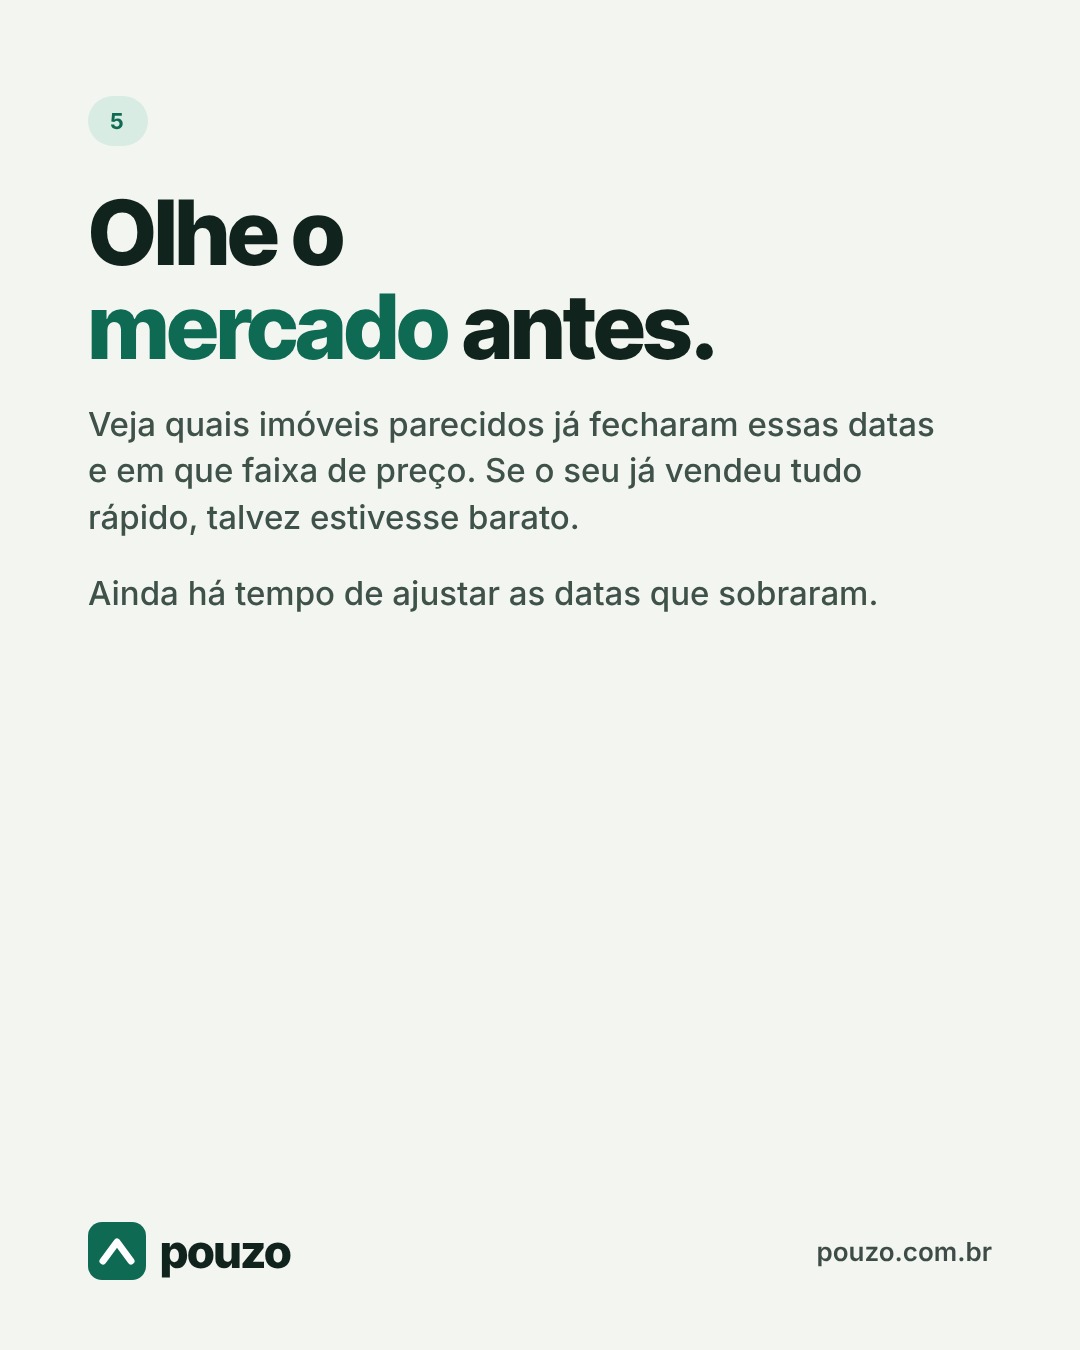 5
Olhe o
mercado antes.
Veja quais imóveis parecidos já fecharam essas datas
e em que faixa de preço. Se o seu já vendeu tudo
rápido, talvez estivesse barato.
Ainda há tempo de ajustar as datas que sobraram.
pouzo
pouzo.com.br